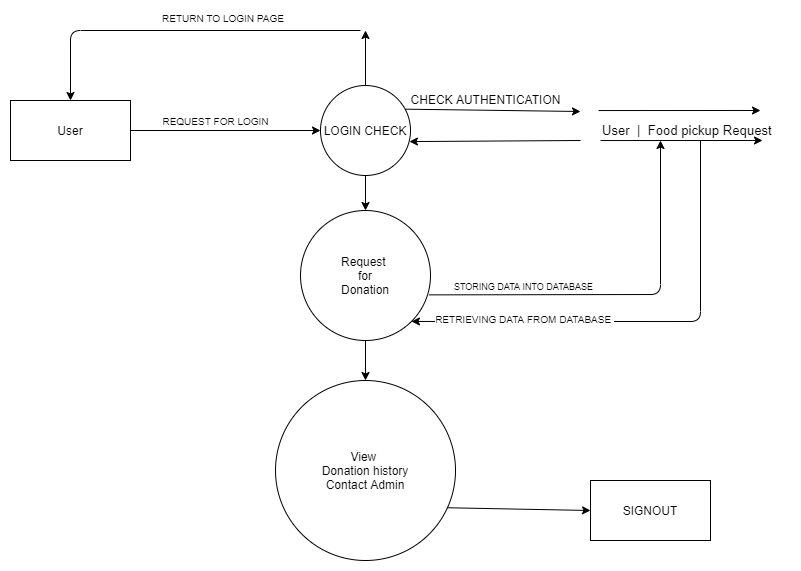 RETURN TO LOGIN PAGE
CHECK AUTHENTICATION
User
REQUEST FOR LOGIN
LOGIN CHECK
User | Food pickup Request
Request
for
Donation
STORING DATA INTO DATABASE
RETRIEVING DATA FROM DATABASE
View
Donation history
Contact Admin
SIGNOUT